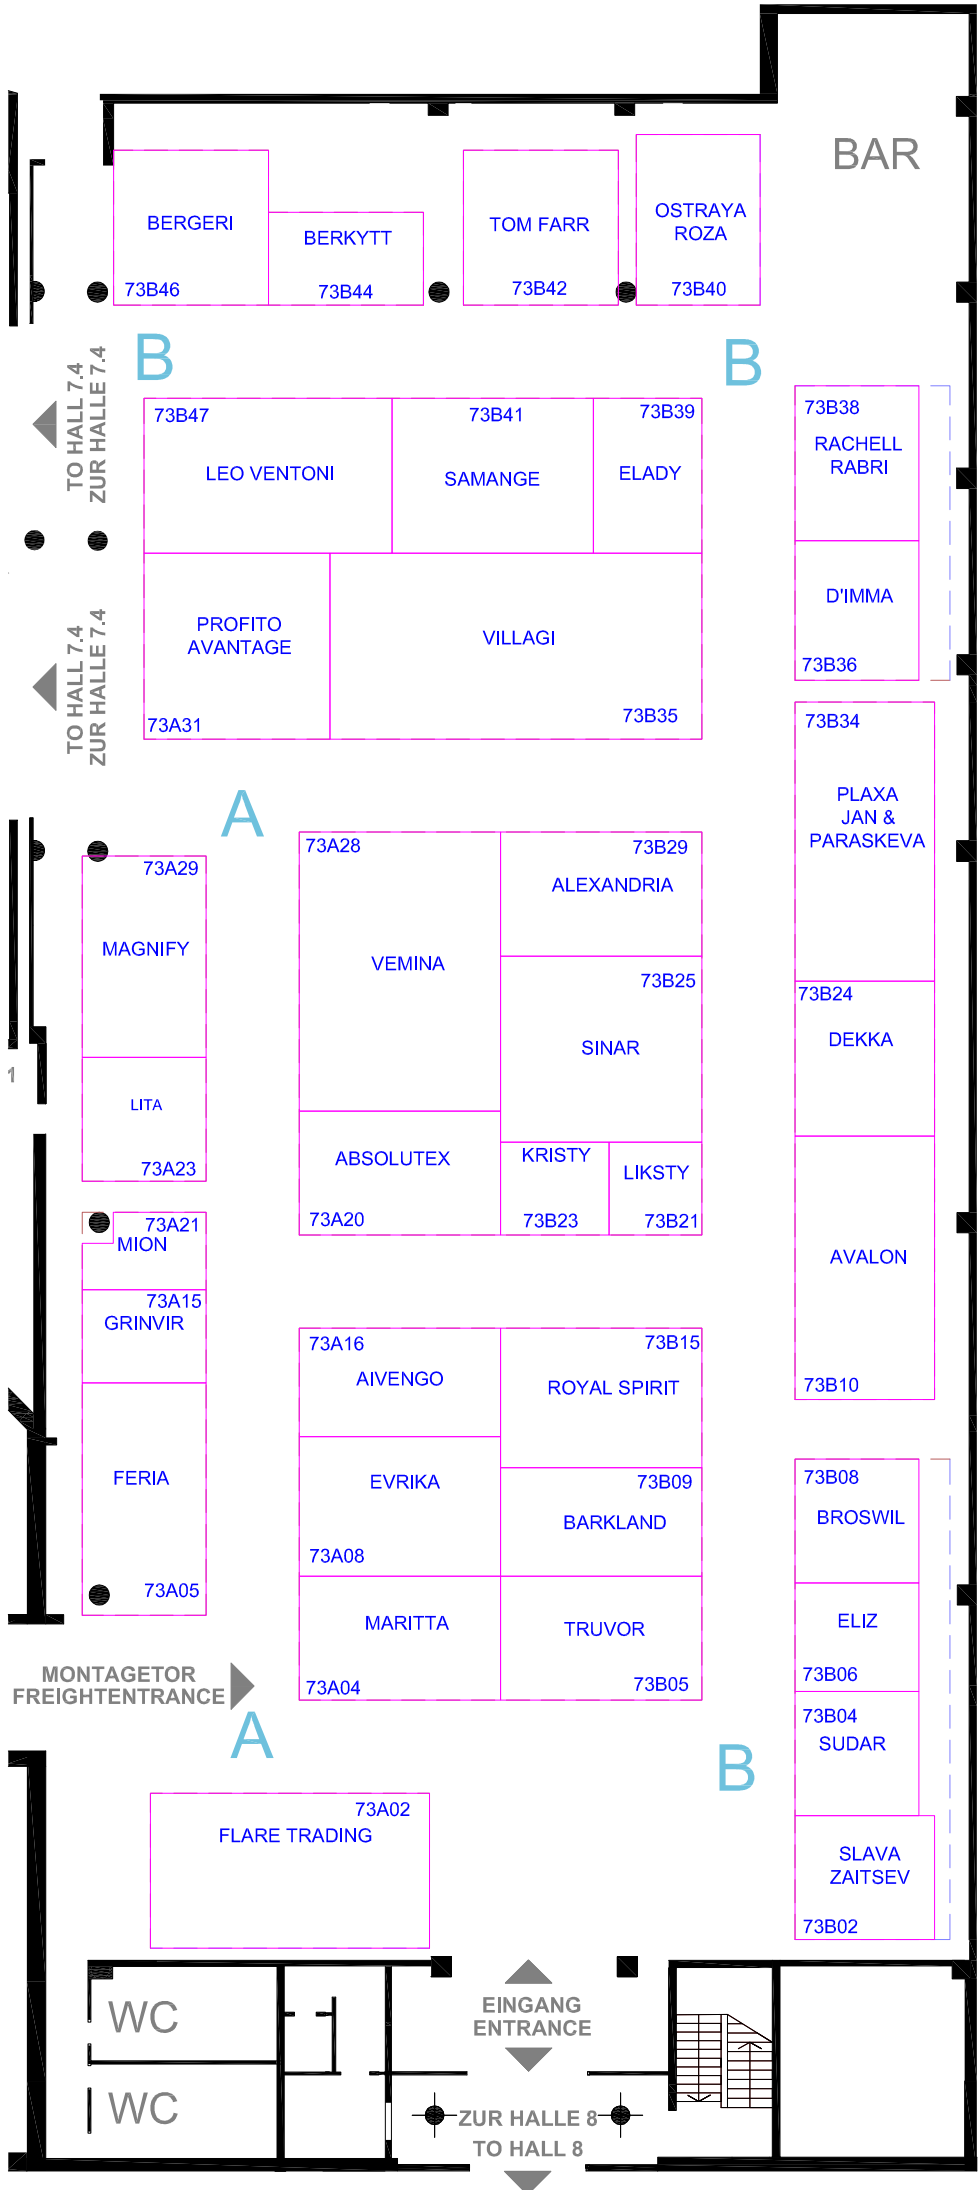 BAR
BERGERI
73B46
BERKYTT
73B44
TOM FARR
73B42
OSTRAYA
ROZA
73B40
B
B
TO HALL 7.4
ZUR HALLE 7.4
73B47
LEO VENTONI
73B41
SAMANGE
73B39
ELADY
73B38
RACHELL
RABRI
D'IMMA
73B36
TO HALL 7.4
ZUR HALLE 7.4
PROFITO
AVANTAGE
73A31
VILLAGI
73B35
73B34
PLAXA
JAN &
PARASKEVA
A
73A29
MAGNIFY
73A28
VEMINA
73B29
ALEXANDRIA
73B25
SINAR
73B24
DEKKA
1
LITA
73A23
ABSOLUTEX
73A20
KRISTY
73B23
LIKSTY
73B21
73A21
MION
73A15
GRINVIR
AVALON
73B10
73A16
AIVENGO
73B15
ROYAL SPIRIT
FERIA
73A05
EVRIKA
73A08
73B09
BARKLAND
73B08
BROSWIL
MARITTA
73A04
TRUVOR
73B05
ELIZ
73B06
MONTAGETOR
FREIGHTENTRANCE
A
B
73B04
SUDAR
73A02
FLARE TRADING
SLAVA
ZAITSEV
73B02
WC
WC
EINGANG
ENTRANCE
ZUR HALLE 8
TO HALL 8